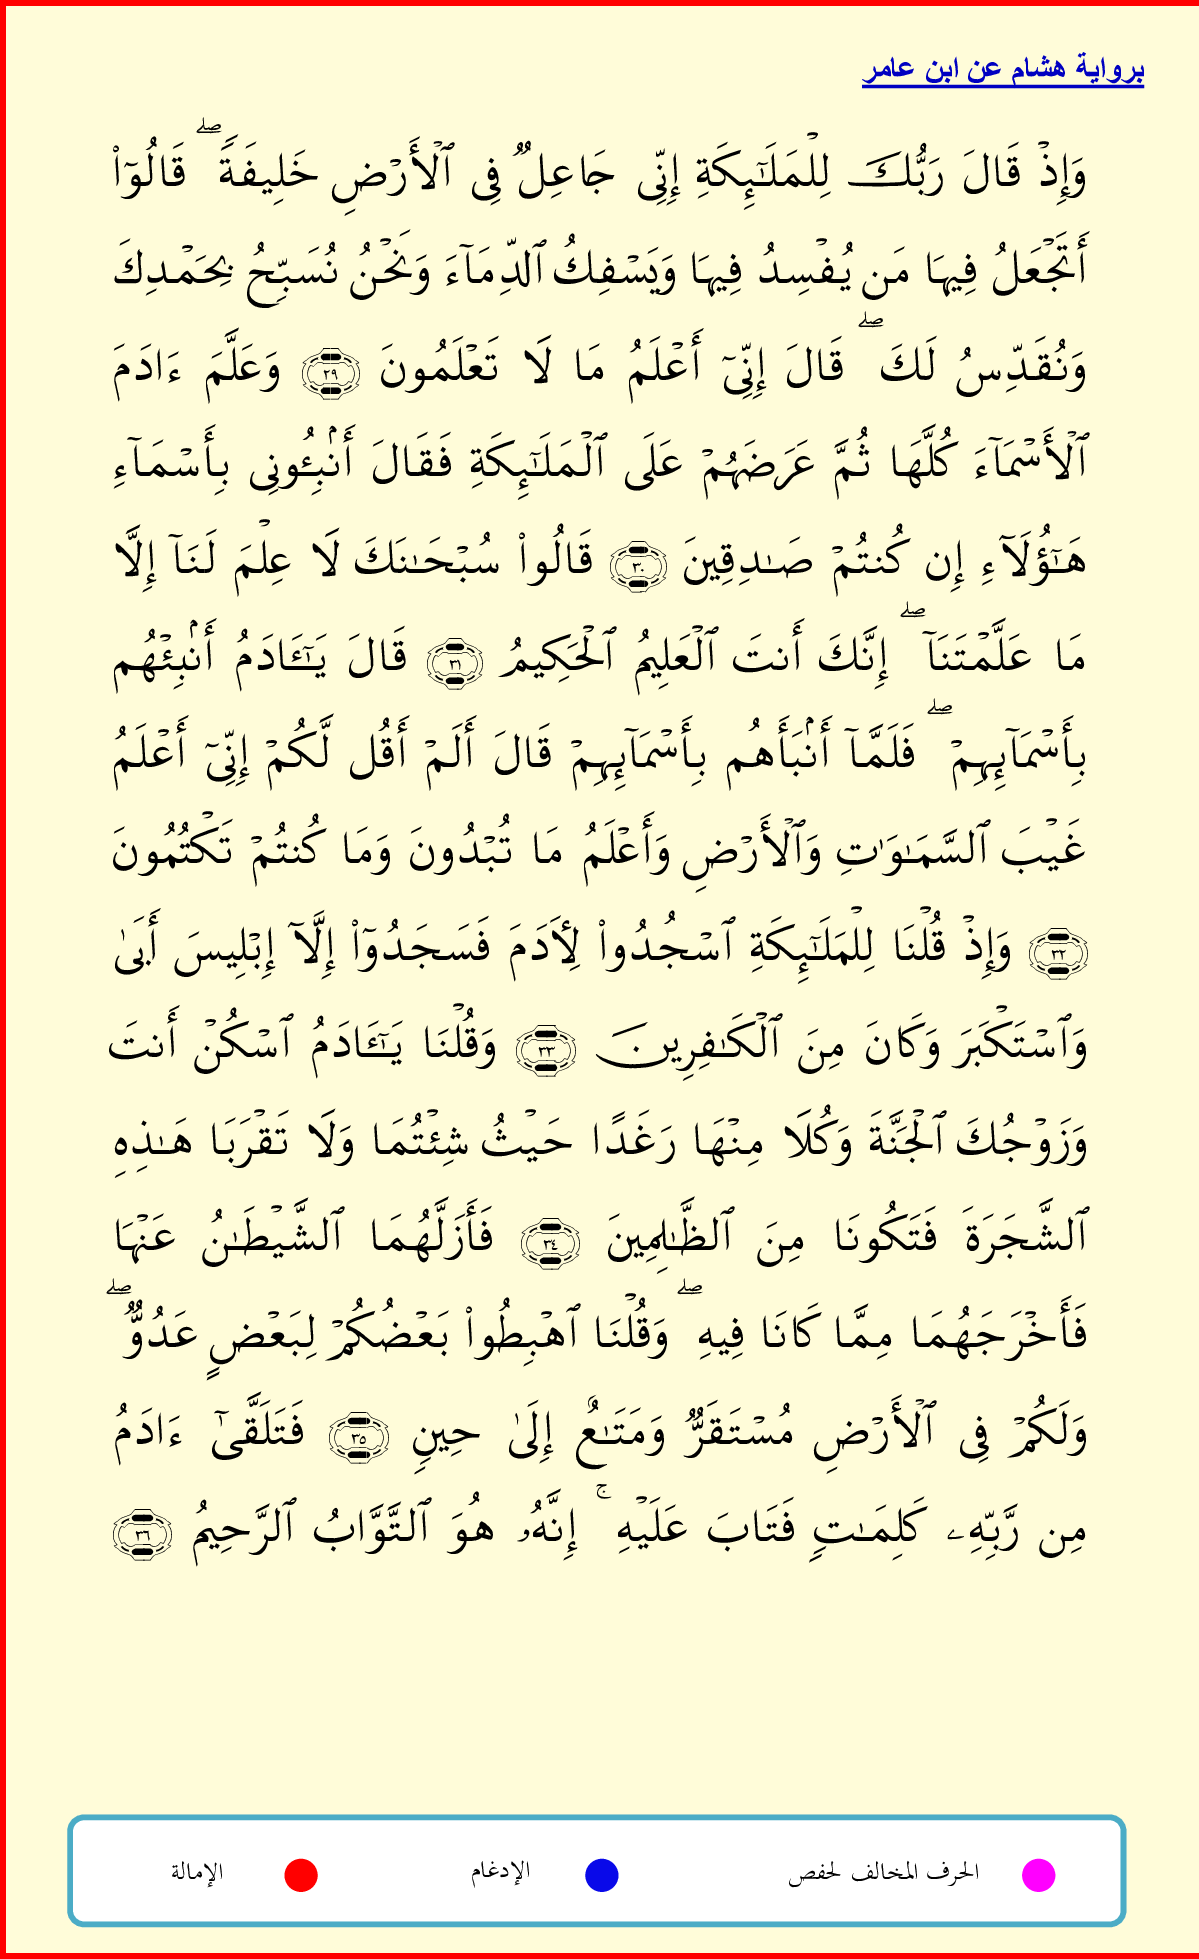 برواية هشام عن ابن عامر
وَإِذْ قَالَ رَبُّكَ لِلْمَلَٰٓئِكَةِ إِنِّى جَاعِلٌ فِى ٱلْأَرْضِ خَلِيفَةً ۖ قَالُوٓا۟
أَتَجْعَلُ فِيهَا مَن يُفْسِدُ فِيهَا وَيَسْفِكُ ٱلدِّمَآءَ وَنَحْنُ نُسَبِّحُ بِحَمْدِكَ
وَنُقَدِّسُ لَكَ ۖ قَالَ إِنِّىٓ أَعْلَمُ مَا لَا تَعْلَمُونَ ٢٩ وَعَلَّمَ ءَادَمَ
ٱلْأَسْمَآءَ كُلَّهَا ثُمَّ عَرَضَهُمْ عَلَى ٱلْمَلَٰٓئِكَةِ فَقَالَ أَنۢبِـُٔونِى بِأَسْمَآءِ
هَٰٓؤُلَآءِ إِن كُنتُمْ صَٰدِقِينَ ٣٠ قَالُوا۟ سُبْحَٰنَكَ لَا عِلْمَ لَنَآ إِلَّا
مَا عَلَّمْتَنَآ ۖ إِنَّكَ أَنتَ ٱلْعَلِيمُ ٱلْحَكِيمُ ٣١ قَالَ يَٰٓـَٔادَمُ أَنۢبِئْهُم
بِأَسْمَآئِهِمْ ۖ فَلَمَّآ أَنۢبَأَهُم بِأَسْمَآئِهِمْ قَالَ أَلَمْ أَقُل لَّكُمْ إِنِّىٓ أَعْلَمُ
غَيْبَ ٱلسَّمَٰوَٰتِ وَٱلْأَرْضِ وَأَعْلَمُ مَا تُبْدُونَ وَمَا كُنتُمْ تَكْتُمُونَ
٣٢ وَإِذْ قُلْنَا لِلْمَلَٰٓئِكَةِ ٱسْجُدُوا۟ لِأَدَمَ فَسَجَدُوٓا۟ إِلَّآ إِبْلِيسَ أَبَىٰ
وَٱسْتَكْبَرَ وَكَانَ مِنَ ٱلْكَٰفِرِينَ ٣٣ وَقُلْنَا يَٰٓـَٔادَمُ ٱسْكُنْ أَنتَ
وَزَوْجُكَ ٱلْجَنَّةَ وَكُلَا مِنْهَا رَغَدًا حَيْثُ شِئْتُمَا وَلَا تَقْرَبَا هَٰذِهِ
ٱلشَّجَرَةَ فَتَكُونَا مِنَ ٱلظَّٰلِمِينَ ٣٤ فَأَزَلَّهُمَا ٱلشَّيْطَٰنُ عَنْهَا
فَأَخْرَجَهُمَا مِمَّا كَانَا فِيهِ ۖ وَقُلْنَا ٱهْبِطُوا۟ بَعْضُكُمْ لِبَعْضٍ عَدُوٌّ ۖ
وَلَكُمْ فِى ٱلْأَرْضِ مُسْتَقَرٌّ وَمَتَٰعٌ إِلَىٰ حِينٍ ٣٥ فَتَلَقَّىٰٓ ءَادَمُ
مِن رَّبِّهِۦ كَلِمَٰتٍ فَتَابَ عَلَيْهِ ۚ إِنَّهُۥ هُوَ ٱلتَّوَّابُ ٱلرَّحِيمُ ٣٦
الحرف المخالف لحفص الإدغام الإمالة